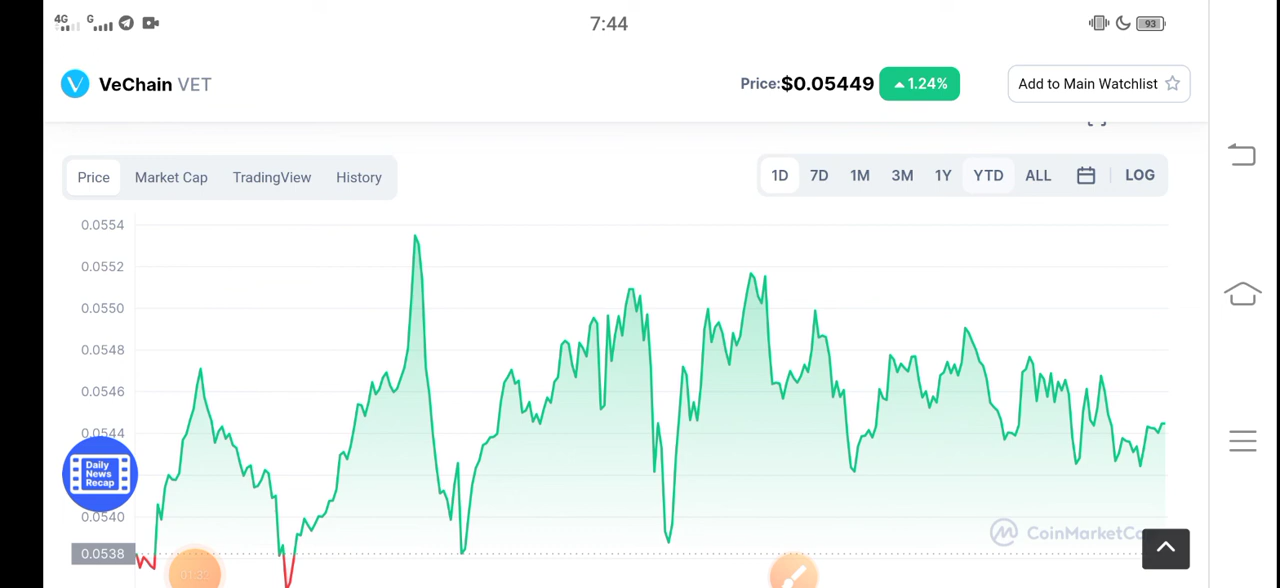 4G G 7:44 93
VeChain VET Price:$0.05449 1.24% Add to Main Watchlist
Price Market Cap TradingView History 1D 7D 1M 3M 1Y YTD ALL LOG
0.0554
0.0552
0.0550
0.0548
0.0546
0.0544
Daily
News
Recap
0.0540
CoinMarketC
0.0538